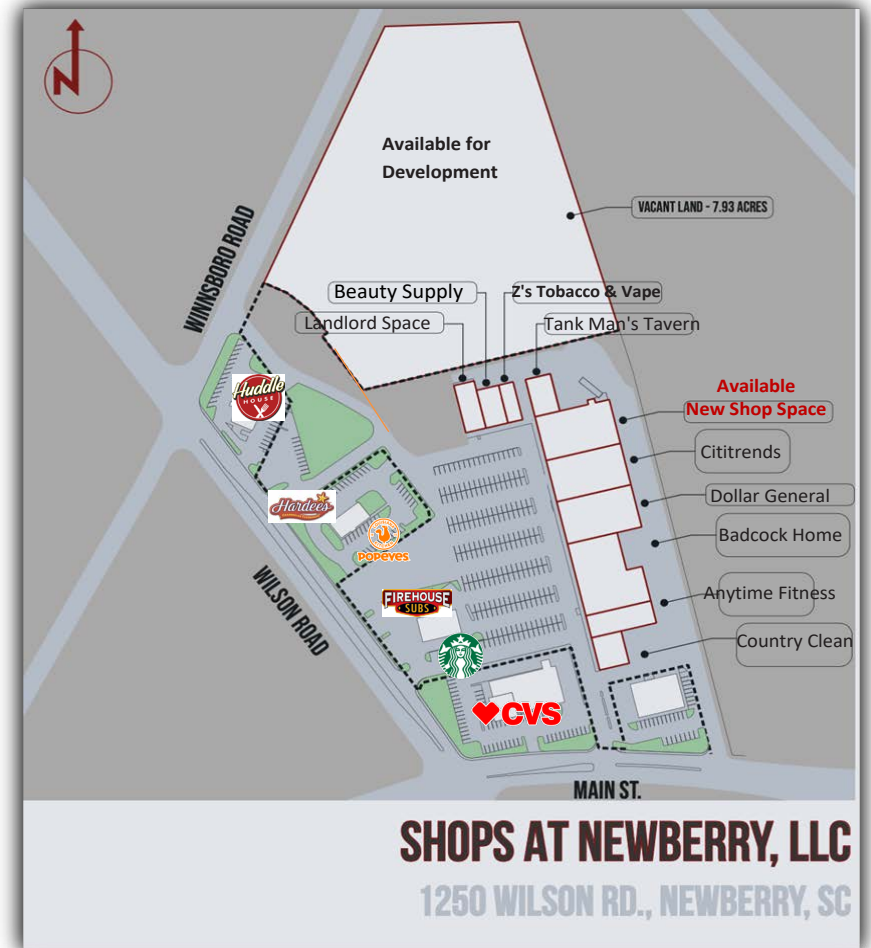 N
Available for
Development
VACANT LAND - 7.93 ACRES
WINNSBORO ROAD
Beauty Supply
Z's Tobacco & Vape
Landlord Space
Tank Man's Tavern
Huddle
HOUSE
Available
New Shop Space
Cititrends
Hardee's
Dollar General
POPEYES
Badcock Home
WILSON ROAD
FIREHOUSE
SUBS
Anytime Fitness
Country Clean
CVS
MAIN ST.
SHOPS AT NEWBERRY, LLC
1250 WILSON RD., NEWBERRY, SC